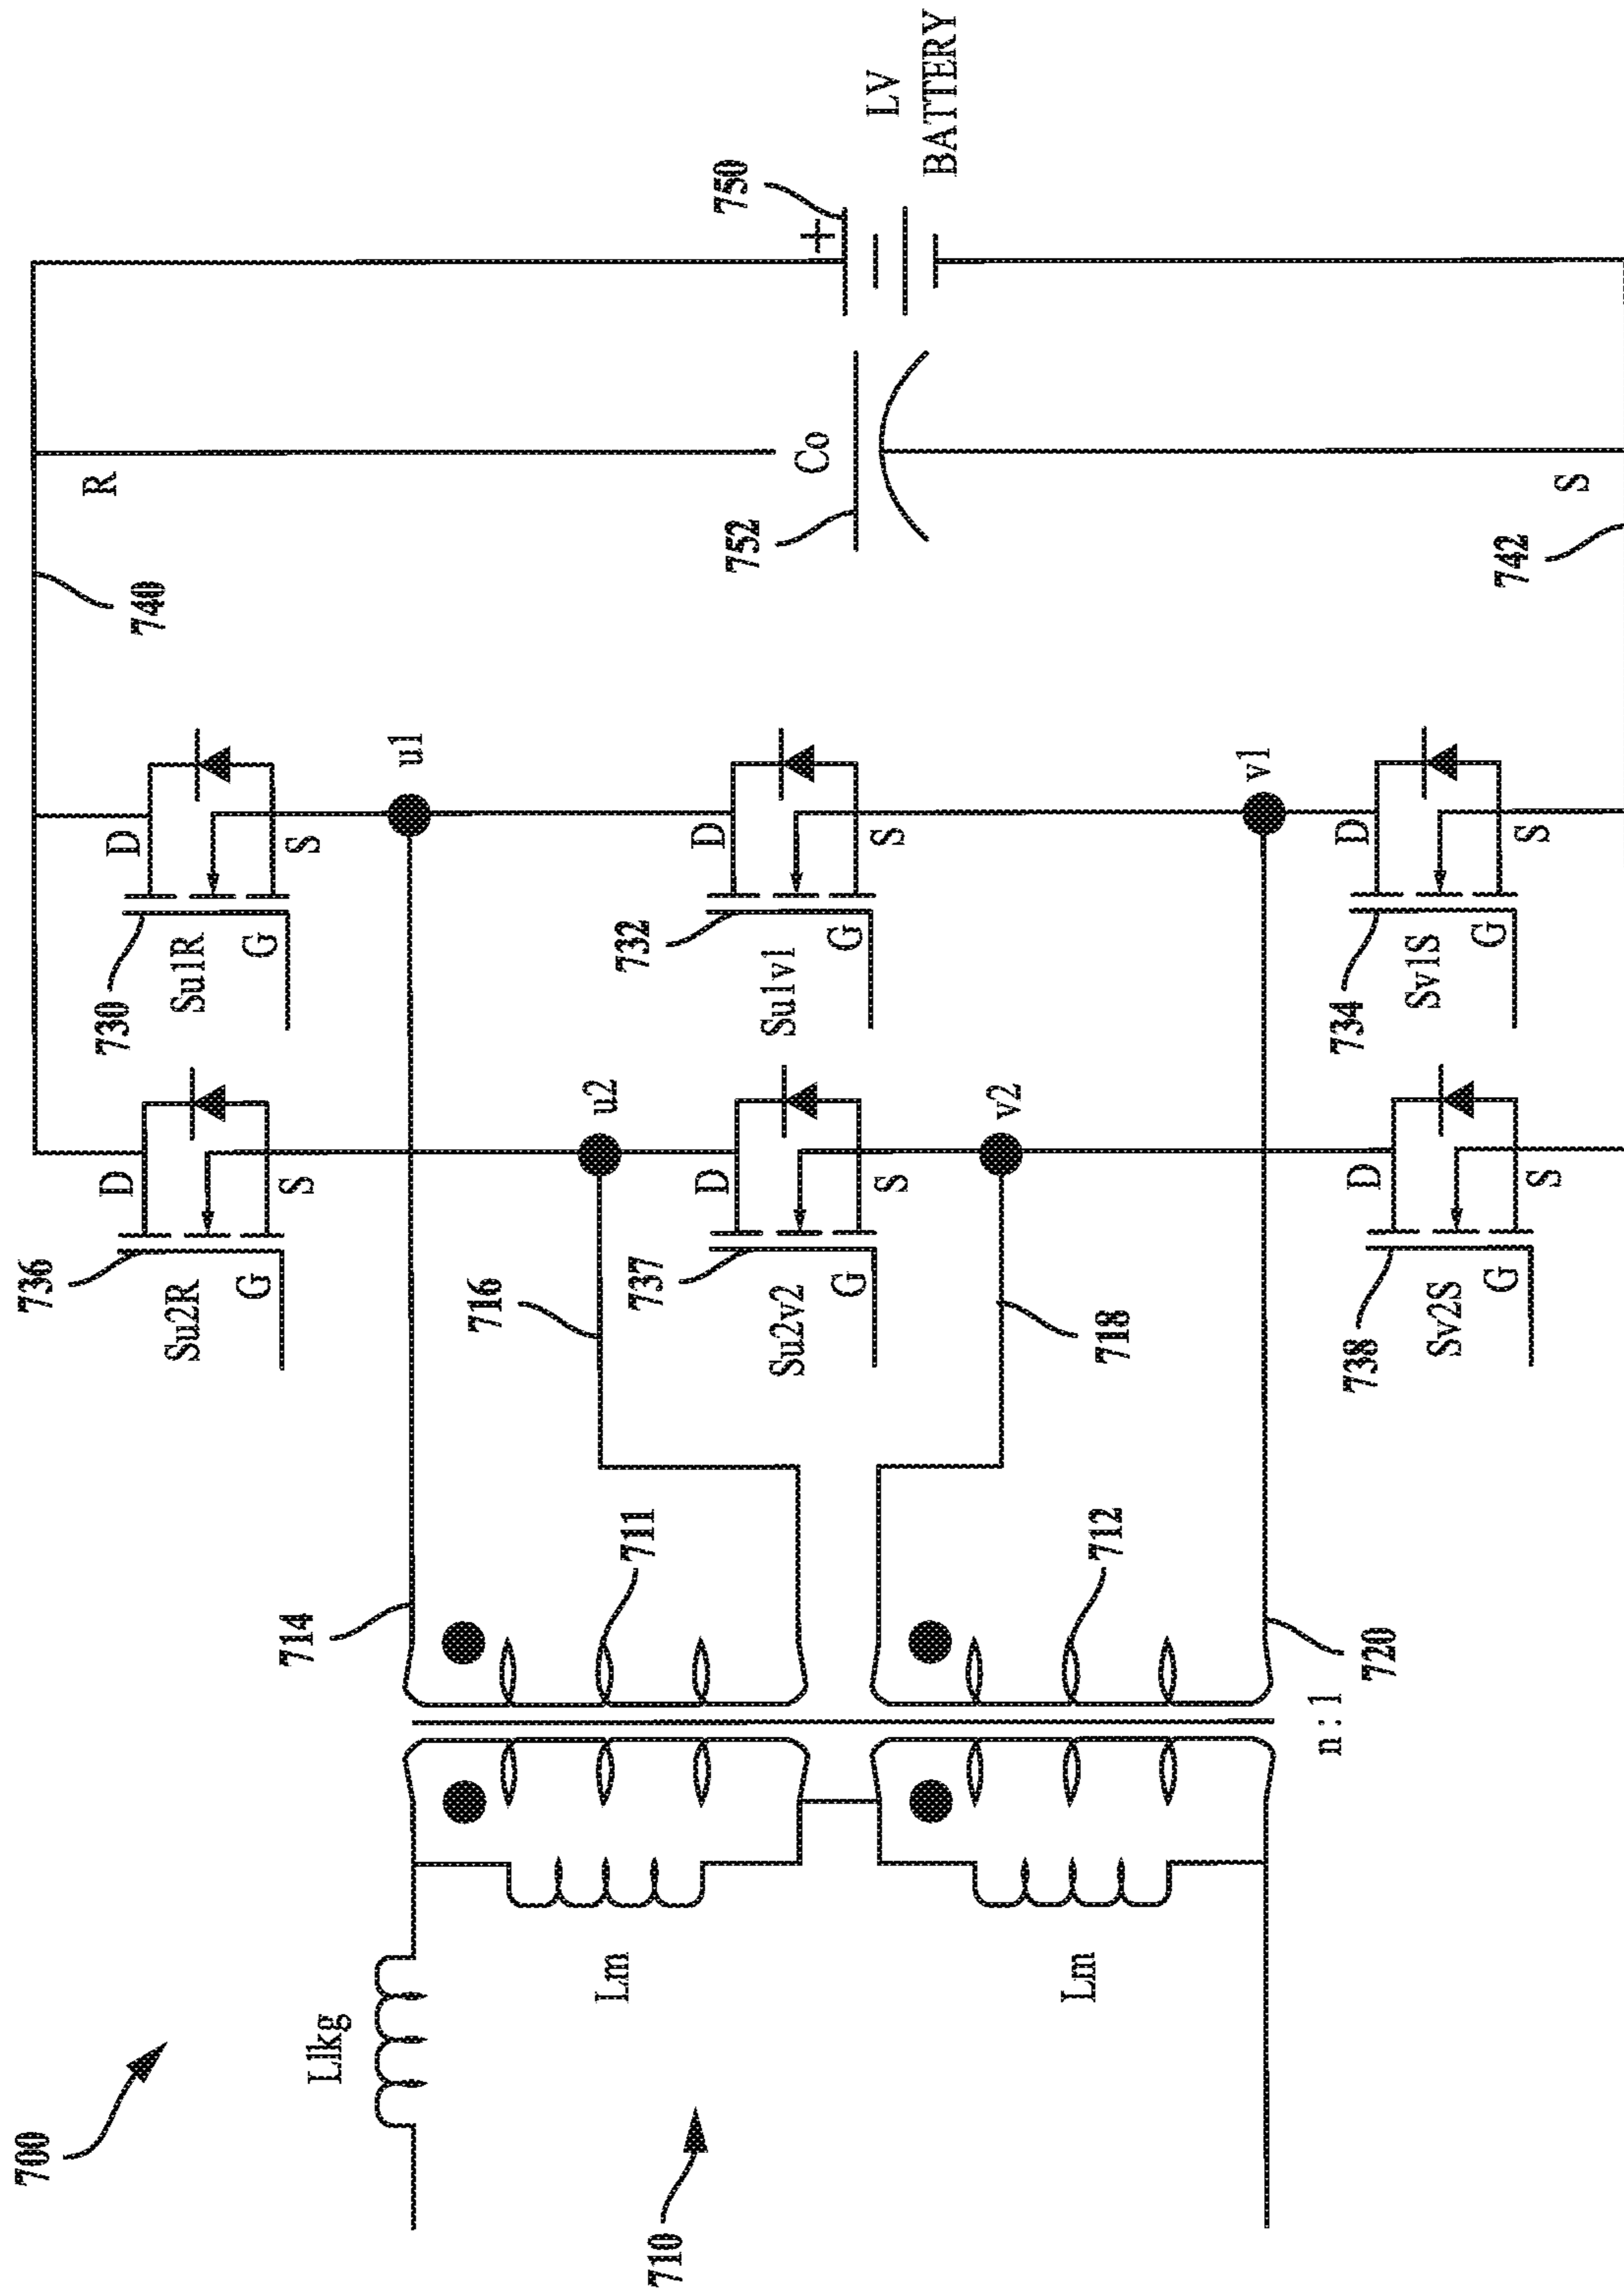 700
710
Llkg
Lm
Lm
n : 1
714
711
712
720
716
718
736
Su2R
D
G
S
u2
737
Su2v2
D
G
S
v2
738
Sv2S
D
G
S
730
Su1R
D
G
S
u1
732
Su1v1
D
G
S
v1
734
Sv1S
D
G
S
740
R
752
Co
742
S
750
+
LV
BATTERY